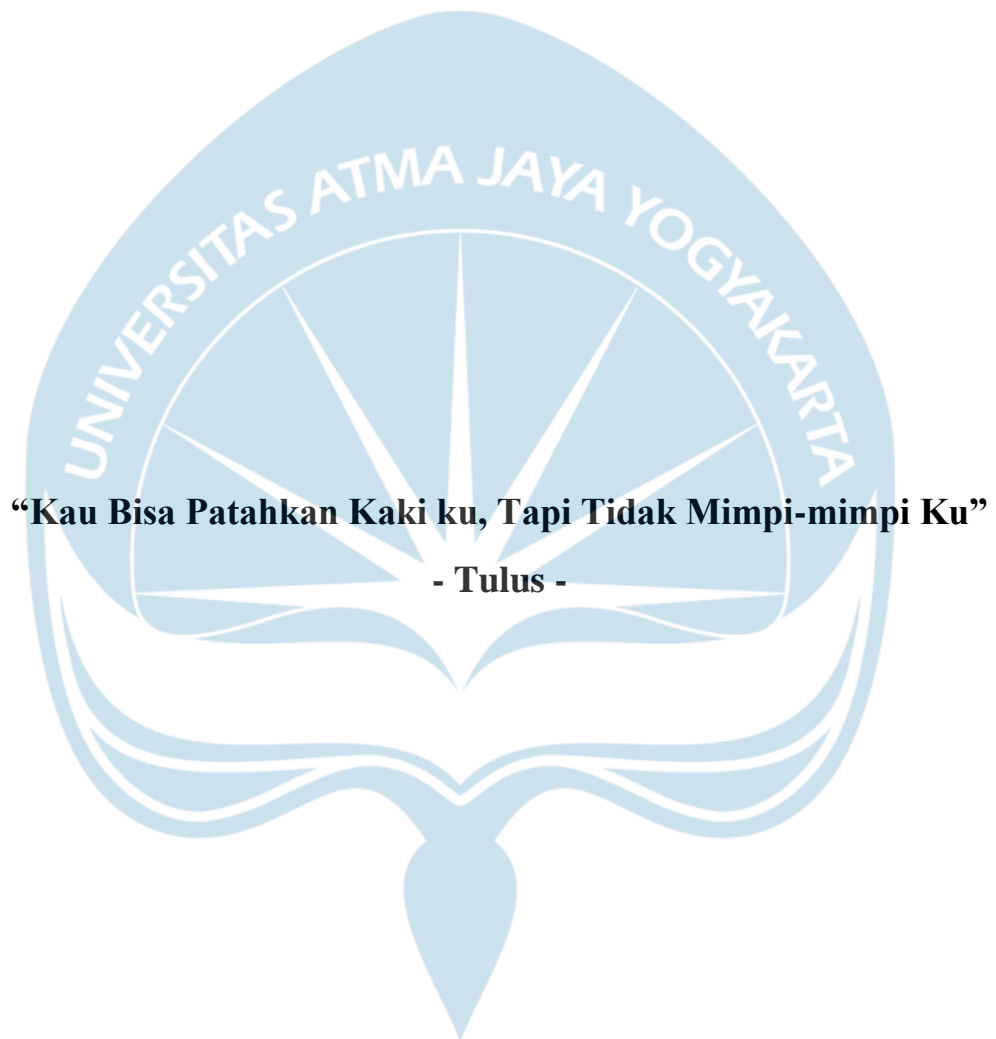 UNIVERSITAS ATMA JAYA YOGYAKARTA
“Kau Bisa Patahkan Kaki ku, Tapi Tidak Mimpi-mimpi Ku”
- Tulus -